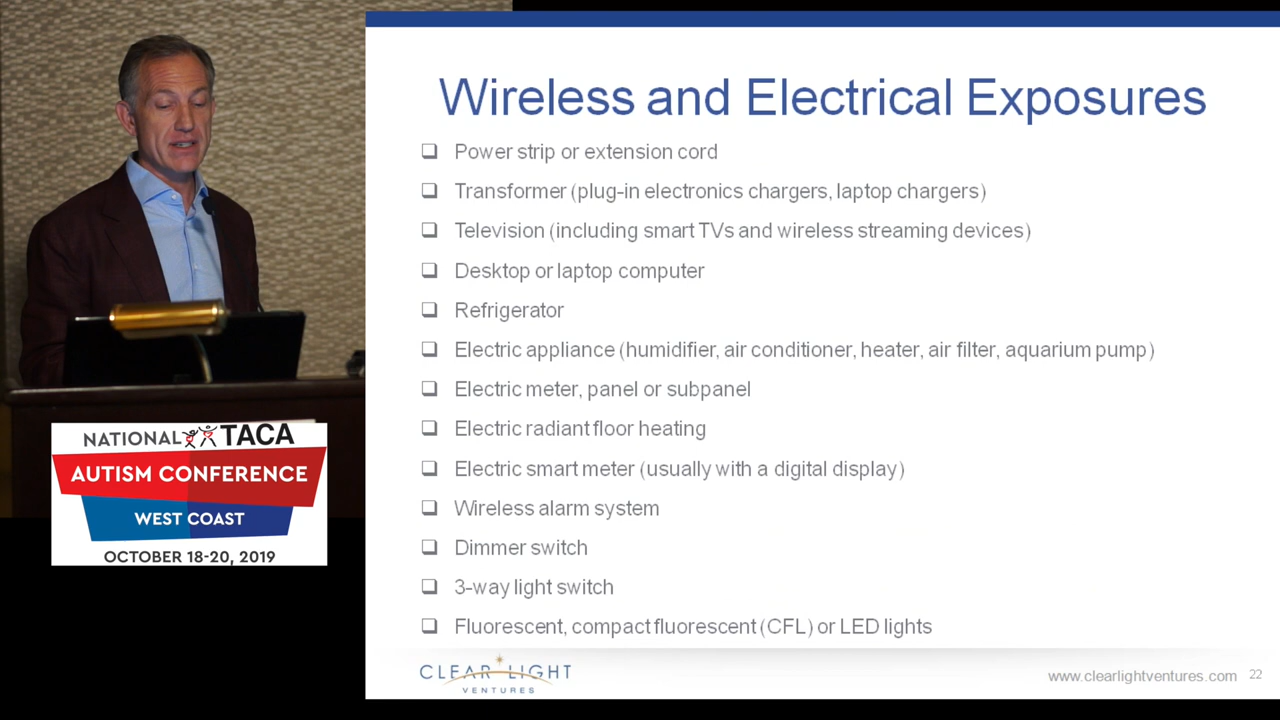 Wireless and Electrical Exposures
Power strip or extension cord
Transformer (plug-in electronics chargers, laptop chargers)
Television (including smart TVs and wireless streaming devices)
Desktop or laptop computer
Refrigerator
Electric appliance (humidifier, air conditioner, heater, air filter, aquarium pump)
Electric meter, panel or subpanel
Electric radiant floor heating
Electric smart meter (usually with a digital display)
Wireless alarm system
Dimmer switch
3-way light switch
Fluorescent, compact fluorescent (CFL) or LED lights
CLEAR LIGHT
VENTURES
www.clearlightventures.com 22
NATIONAL TACA
AUTISM CONFERENCE
WEST COAST
OCTOBER 18-20, 2019